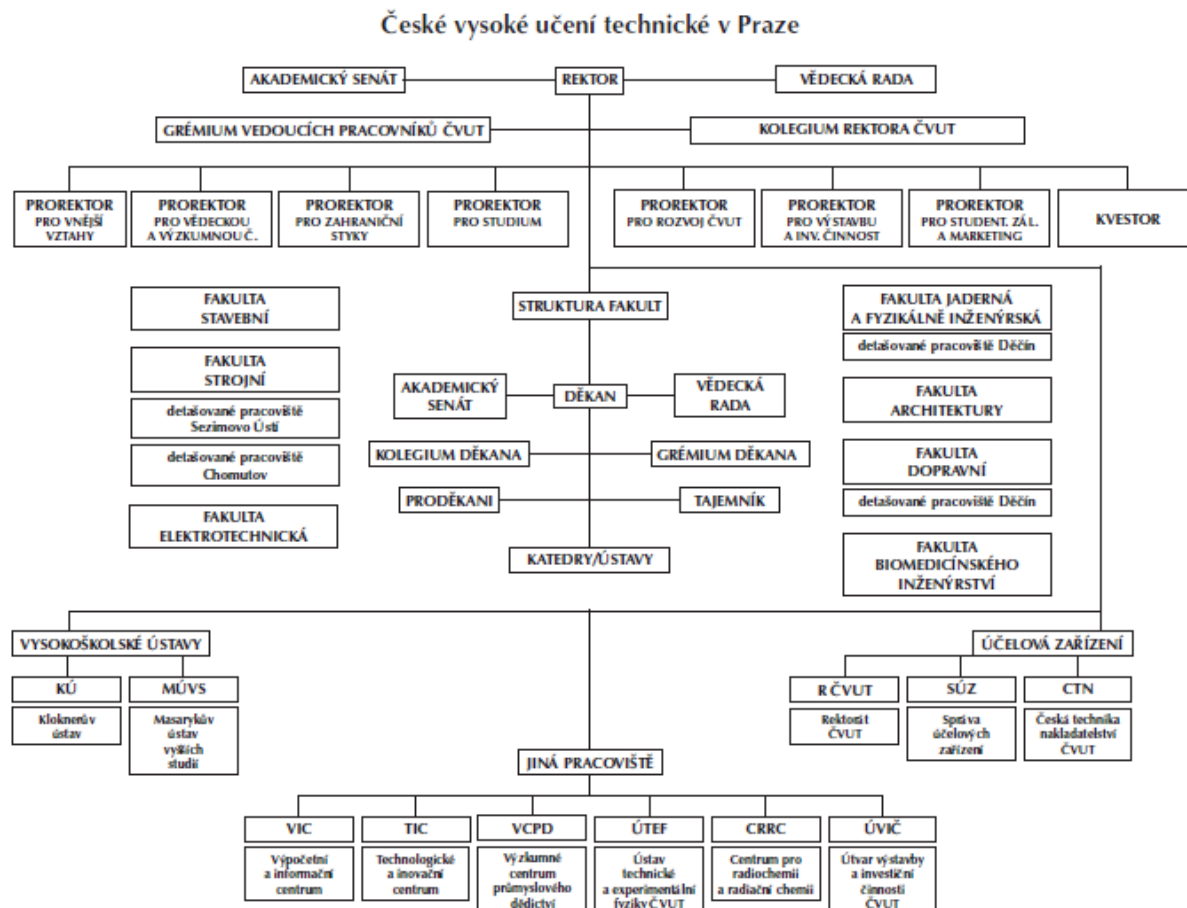 České vysoké učení technické v Praze
AKADEMICKÝ SENÁT
REKTOR
VĚDECKÁ RADA
GRÉMIUM VEDOUCÍCH PRACOVNÍKŮ ČVUT
KOLEGIUM REKTORA ČVUT
PROREKTOR
PRO VNĚJŠÍ
VZTAHY
PROREKTOR
PRO VĚDECKOU
A VÝZKUMNOU Č.
PROREKTOR
PRO ZAHRANIČNÍ
STYKY
PROREKTOR
PRO STUDIUM
PROREKTOR
PRO ROZVOJ ČVUT
PROREKTOR
PRO VÝSTAVBU
A INV. ČINNOST
PROREKTOR
PRO STUDENT. ZÁL.
A MARKETING
KVESTOR
FAKULTA
STAVEBNÍ
FAKULTA
STROJNÍ
detašované pracoviště
Sezimovo Ústí
detašované pracoviště
Chomutov
FAKULTA
ELEKTROTECHNICKÁ
STRUKTURA FAKULT
AKADEMICKÝ
SENÁT
DĚKAN
VĚDECKÁ
RADA
KOLEGIUM DĚKANA
GRÉMIUM DĚKANA
PRODĚKANI
TAJEMNÍK
KATEDRY/ÚSTAVY
FAKULTA JADERNÁ
A FYZIKÁLNĚ INŽENÝRSKÁ
detašované pracoviště Děčín
FAKULTA
ARCHITEKTURY
FAKULTA
DOPRAVNÍ
detašované pracoviště Děčín
FAKULTA
BIOMEDICÍNSKÉHO
INŽENÝRSTVÍ
VYSOKOŠKOLSKÉ ÚSTAVY
KÚ
Kloknerův
ústav
MÚVS
Masarykův
ústav
vyšších
studií
ÚČELOVÁ ZAŘÍZENÍ
R ČVUT
Rektorát
ČVUT
SÚZ
Správa
účelových
zařízení
CTN
Česká technika
nakladatelství
ČVUT
JINÁ PRACOVIŠTĚ
VIC
Výpočetní
a informační
centrum
TIC
Technologické
a inovační
centrum
VCPD
Výzkumné
centrum
průmyslového
dědictví
ÚTEF
Ústav
technické
a experimentální
fyziky ČVUT
CRRC
Centrum pro
radiochemii
a radiační chemii
ÚVIČ
Útvar výstavby
a investiční
činnosti
ČVUT